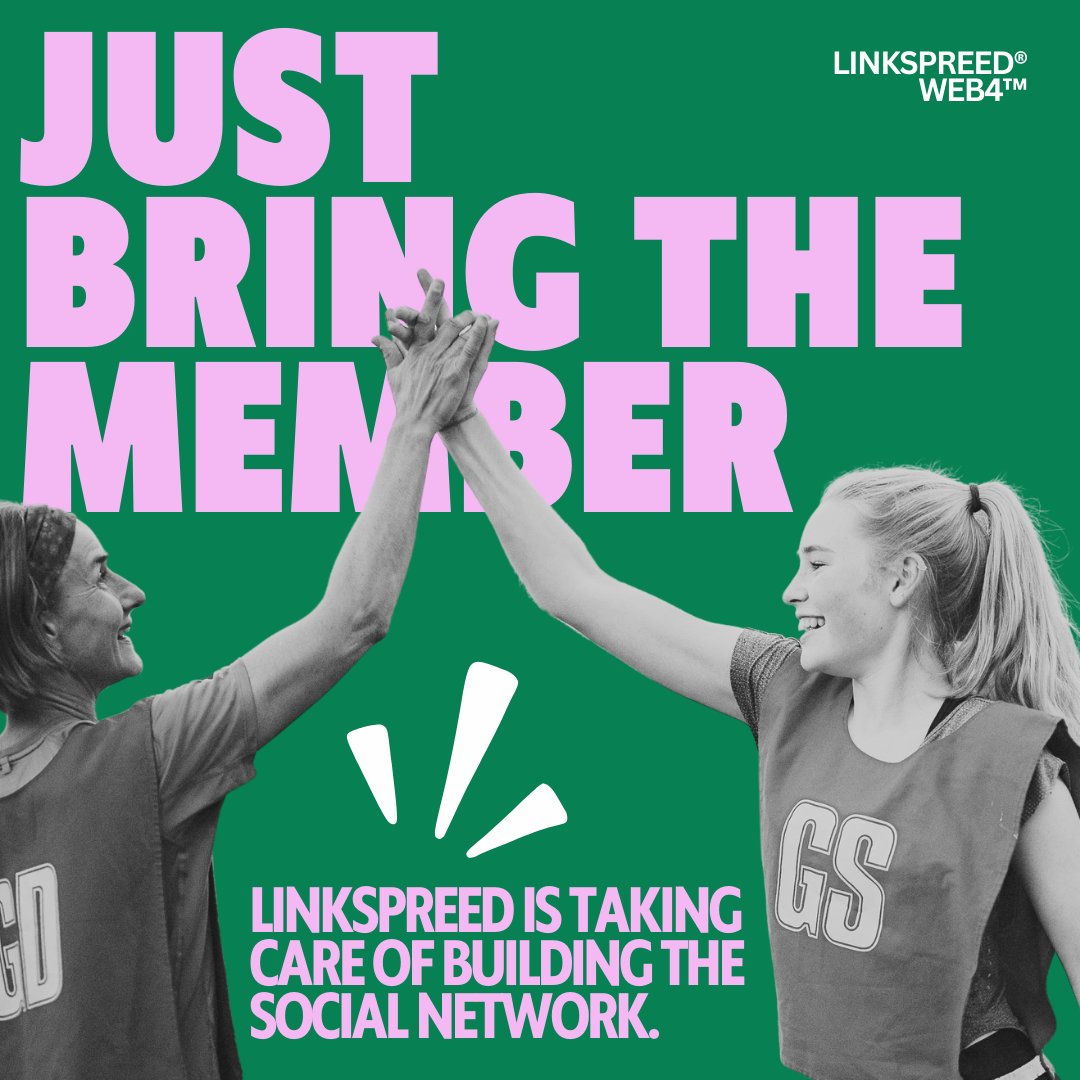 JUST
LINKSPREED®
WEB4™
BRING THE
MEMBER
GS
GD
LINKSPREED IS TAKING
CARE OF BUILDING THE
SOCIAL NETWORK.